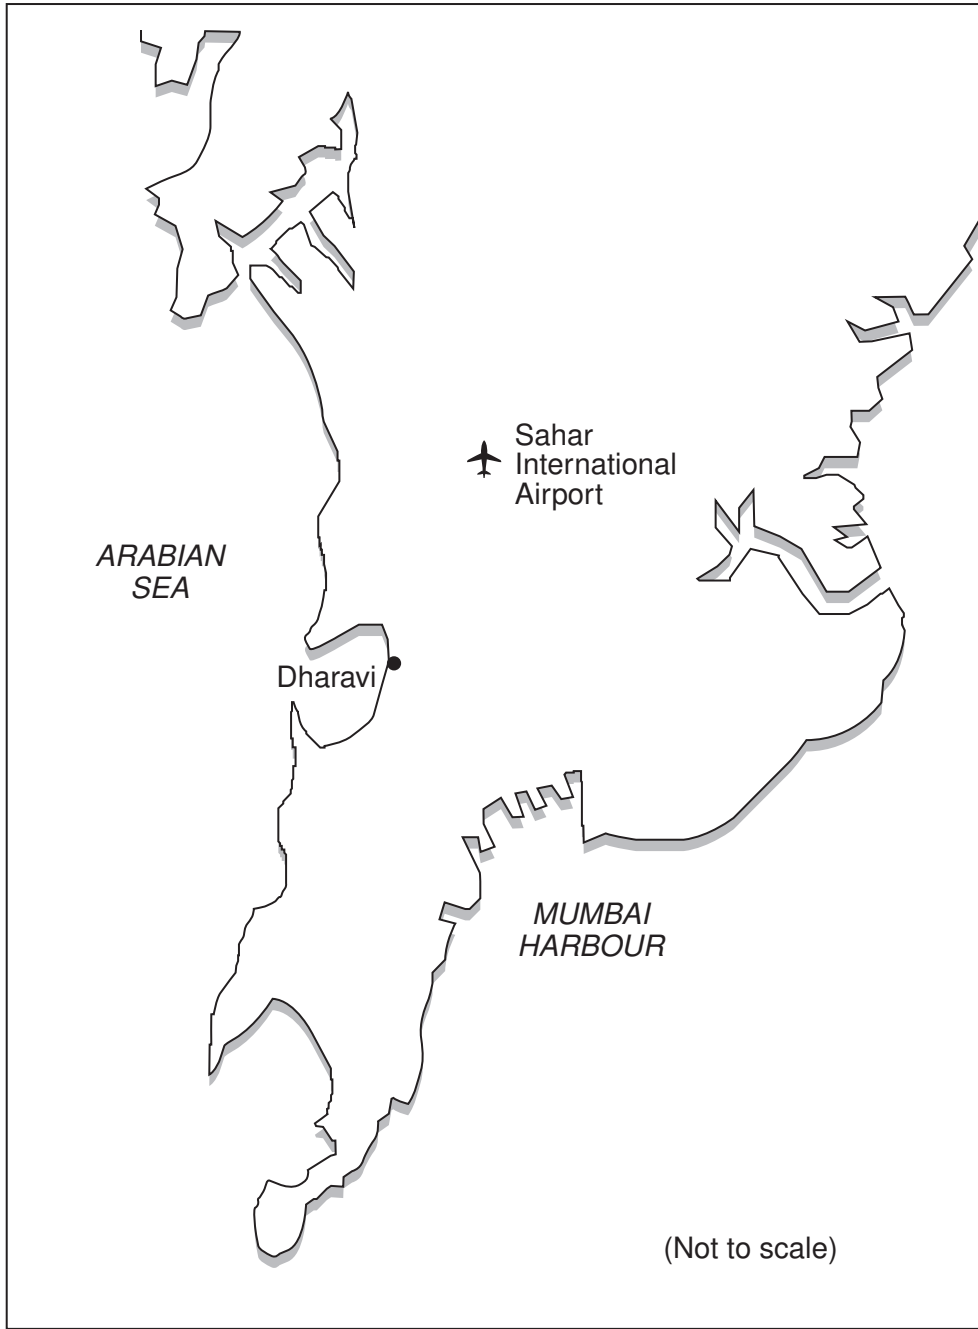 Sahar
International
Airport
ARABIAN
SEA
Dharavi
MUMBAI
HARBOUR
(Not to scale)